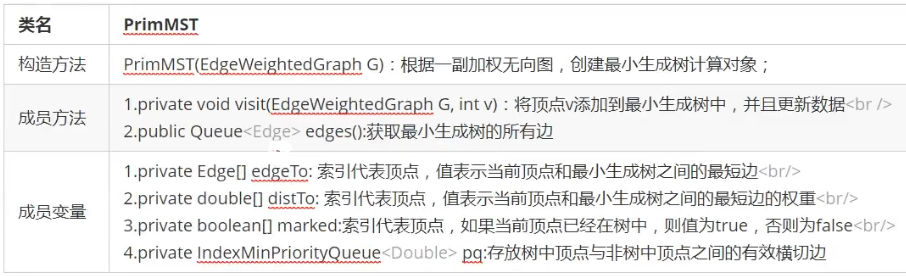 类名 PrimMST
构造方法 PrimMST(EdgeWeightedGraph G)：根据一副加权无向图，创建最小生成树计算对象；
成员方法 1.private void visit(EdgeWeightedGraph G, int v)：将顶点v添加到最小生成树中，并且更新数据<br />
2.public Queue<Edge> edges():获取最小生成树的所有边
成员变量 1.private Edge[] edgeTo: 索引代表顶点，值表示当前顶点和最小生成树之间的最短边<br/>
2.private double[] distTo: 索引代表顶点，值表示当前顶点和最小生成树之间的最短边的权重<br/>
3.private boolean[] marked:索引代表顶点，如果当前顶点已经在树中，则值为true，否则为false<br/>
4.private IndexMinPriorityQueue<Double> pq:存放树中顶点与非树中顶点之间的有效横切边